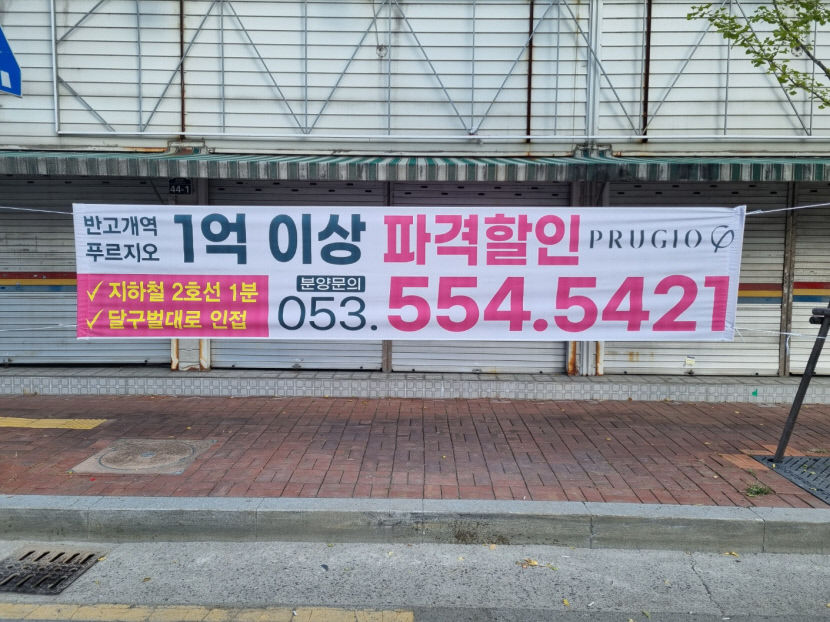 44-1
반고개역
푸르지오
1억 이상 파격할인
PRUGIO
✓ 지하철 2호선 1분
✓ 달구벌대로 인접
분양문의
053. 554.5421